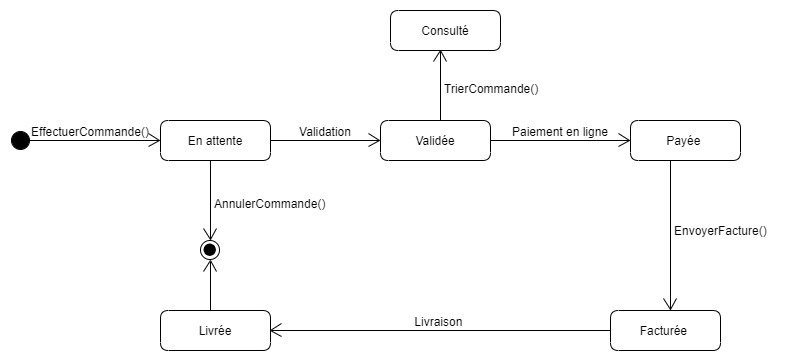 Consulté
TrierCommande()
EffectuerCommande()
En attente
Validation
Validée
Paiement en ligne
Payée
AnnulerCommande()
EnvoyerFacture()
Livrée
Livraison
Facturée